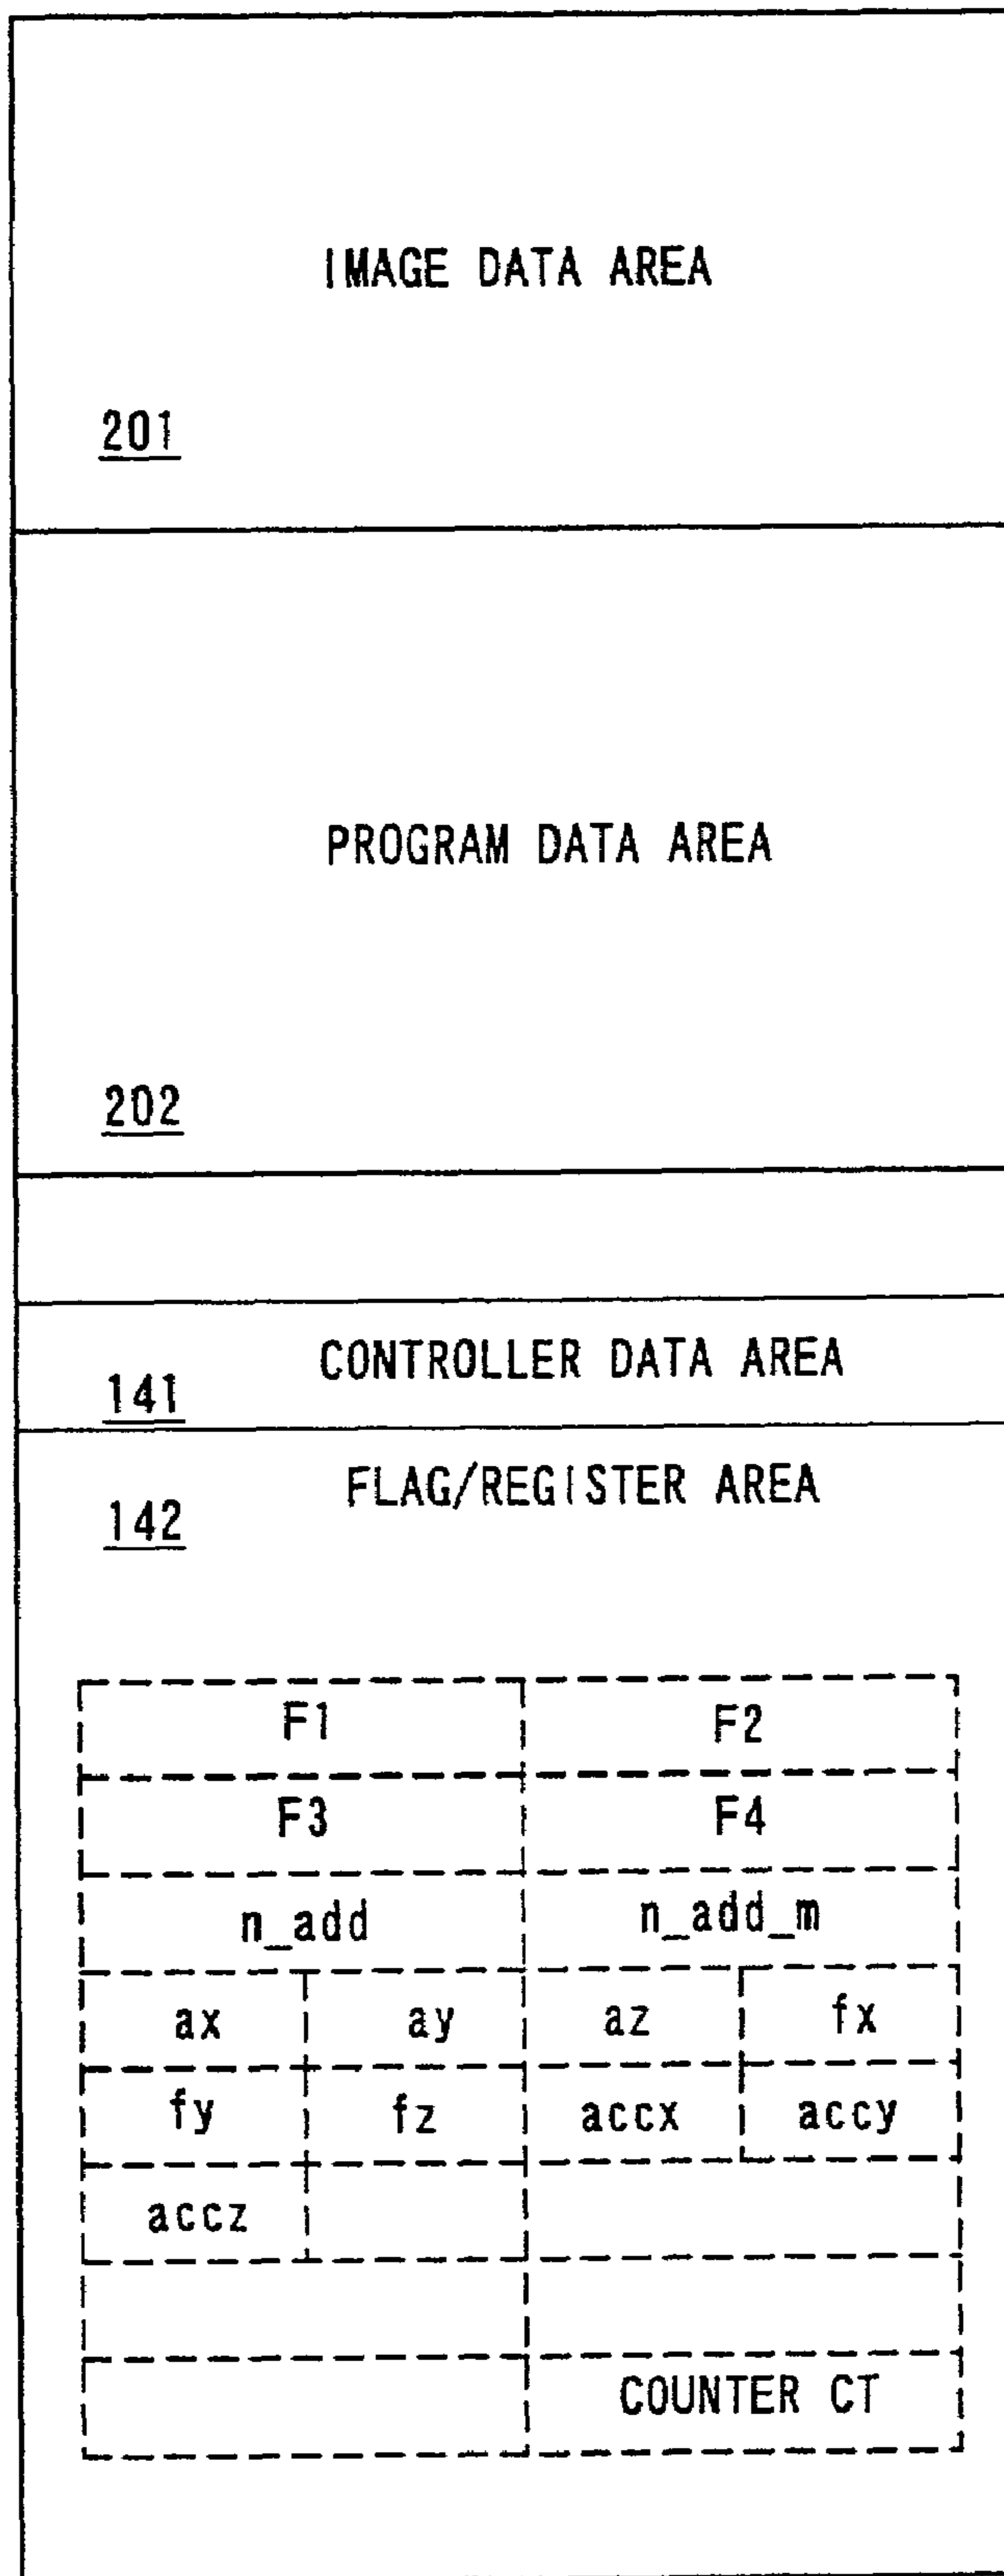 IMAGE DATA AREA
201
PROGRAM DATA AREA
202
CONTROLLER DATA AREA
141
FLAG/REGISTER AREA
142
F1 F2
F3 F4
n_add n_add_m
ax ay az fx
fy fz accx accy
accz
COUNTER CT